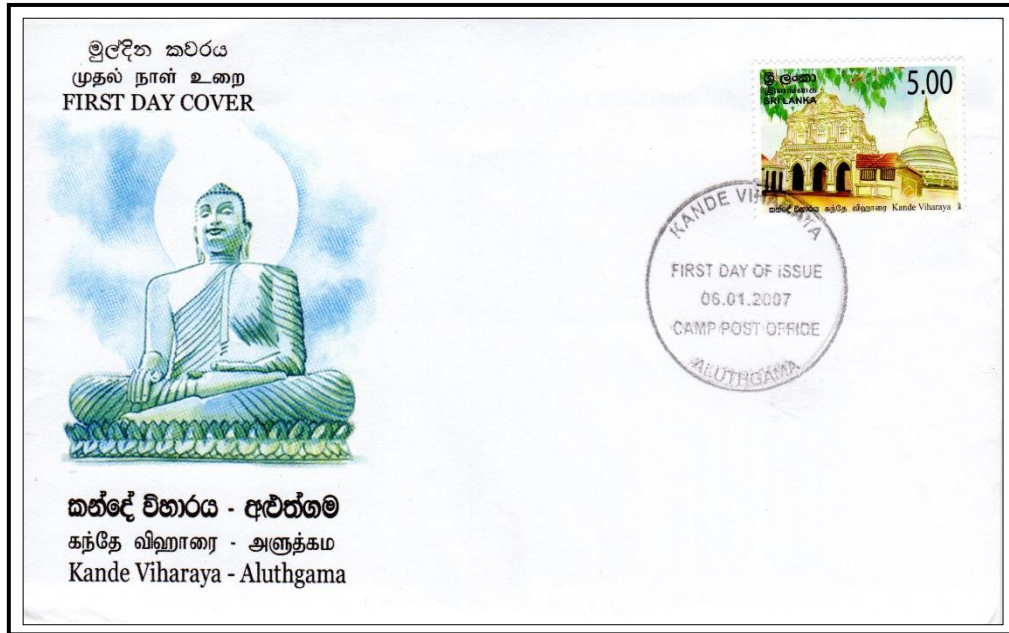 මුල්දින කවරය
முதல் நாள் உறை
FIRST DAY COVER
ශ්‍රී ලංකා
இலங்கை
SRI LANKA
5.00
කන්දේ විහාරය கந்தே விஹாரை Kande Viharaya
KANDE VIHARAYA
FIRST DAY OF ISSUE
06.01.2007
CAMP POST OFFICE
ALUTHGAMA
කන්දේ විහාරය - අළුත්ගම
கந்தே விஹாரை - அளுத்கம
Kande Viharaya - Aluthgama